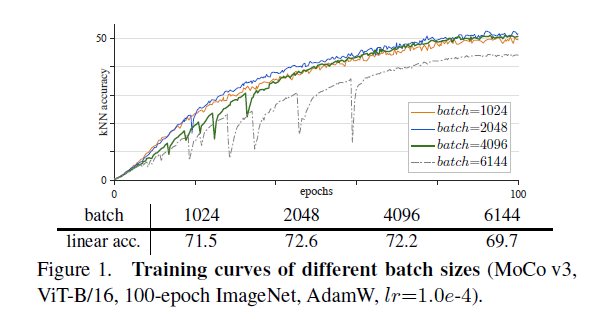 50
kNN accuracy
batch=1024
batch=2048
batch=4096
batch=6144
0
0 epochs 100
batch 1024 2048 4096 6144
linear acc. 71.5 72.6 72.2 69.7
Figure 1. Training curves of different batch sizes (MoCo v3,
ViT-B/16, 100-epoch ImageNet, AdamW, lr=1.0e-4).